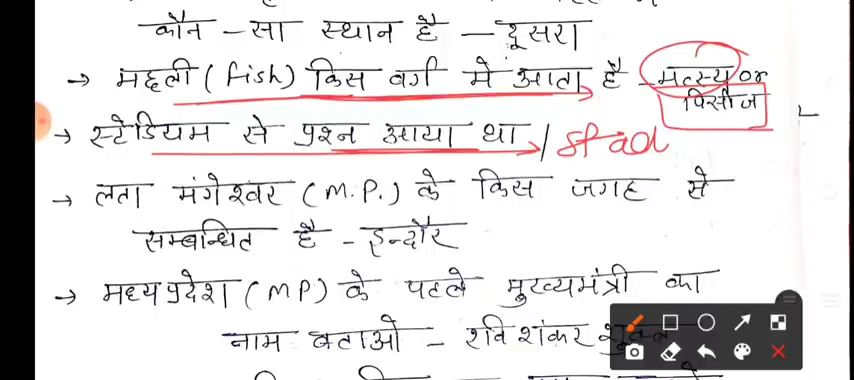 कौन - सा स्थान है - दूसरा
→ मछली (fish) किस वर्ग में आता है - मत्स्य or
पिसीज
→ स्टेडियम से प्रश्न आया था / stad
→ लता मंगेश्वर (M.P.) के किस जगह से
सम्बन्धित है - इन्दौर
→ मध्यप्रदेश (MP) के पहले मुख्यमंत्री का
नाम बताओ - रविशंकर शुक्ल